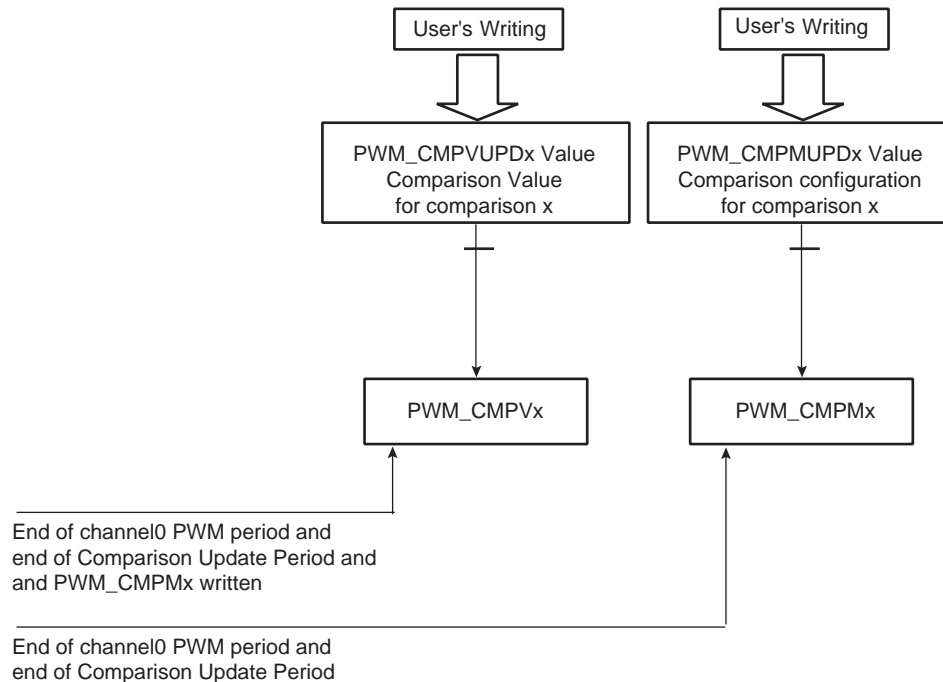 User's Writing
User's Writing
PWM_CMPVUPDx Value
Comparison Value
for comparison x
PWM_CMPMUPDx Value
Comparison configuration
for comparison x
PWM_CMPVx
PWM_CMPMx
End of channel0 PWM period and
end of Comparison Update Period and
and PWM_CMPMx written
End of channel0 PWM period and
end of Comparison Update Period